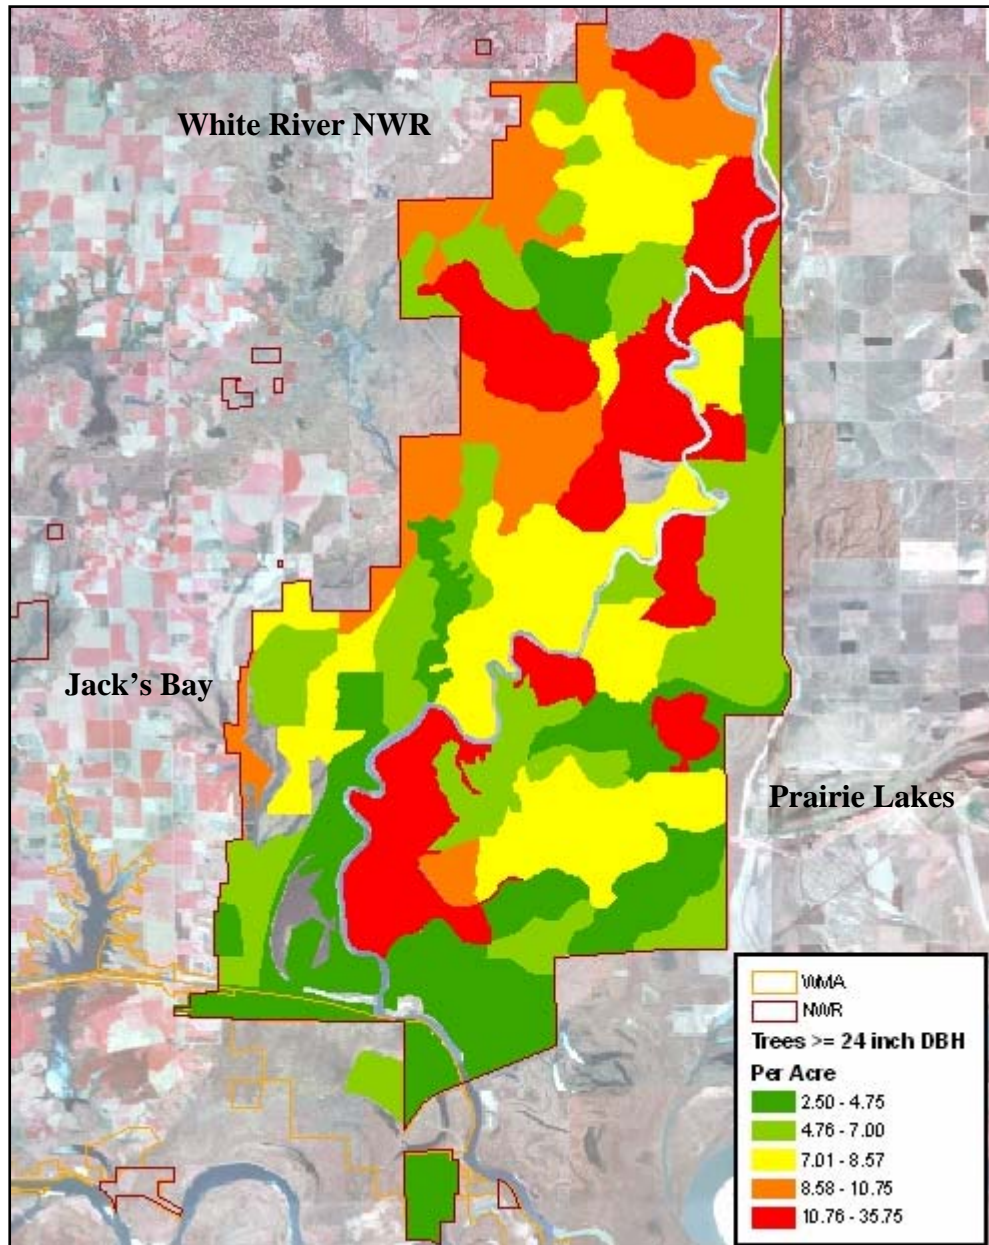 White River NWR
Jack's Bay
Prairie Lakes
WMA
NWR
Trees >= 24 inch DBH
Per Acre
2.50 - 4.75
4.76 - 7.00
7.01 - 8.57
8.58 - 10.75
10.76 - 35.75